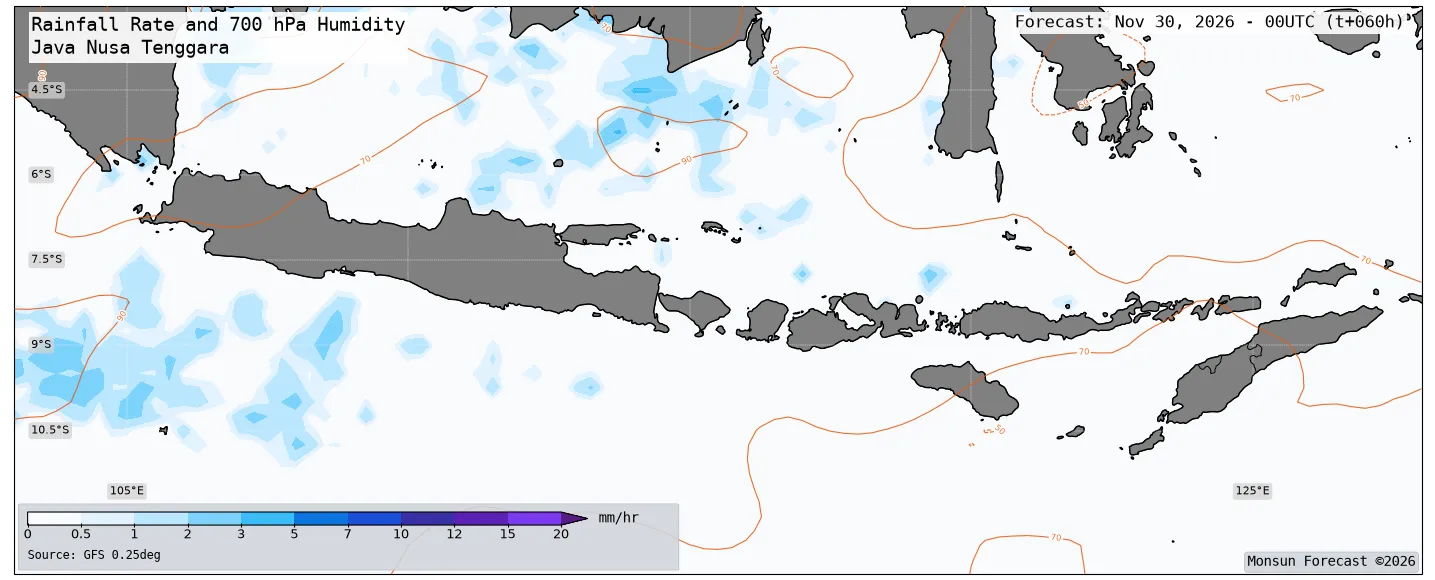 Rainfall Rate and 700 hPa Humidity
Java Nusa Tenggara
Forecast: Nov 30, 2026 - 00UTC (t+060h)
70
90
4.5°S
70
50
70
70
90
6°S
7.5°S
70
90
9°S
70
10.5°S
50
105°E
125°E
mm/hr
0 0.5 1 2 3 5 7 10 12 15 20
70
Source: GFS 0.25deg
Monsun Forecast ©2026